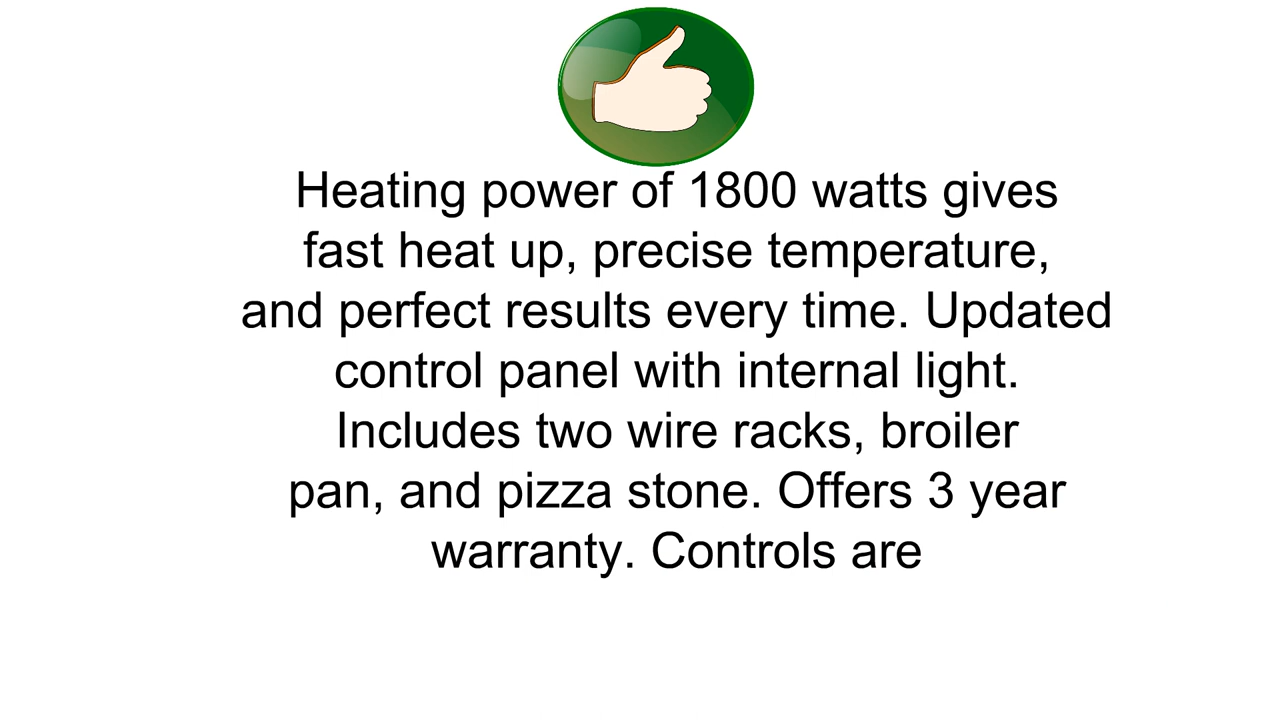 Heating power of 1800 watts gives
fast heat up, precise temperature,
and perfect results every time. Updated
control panel with internal light.
Includes two wire racks, broiler
pan, and pizza stone. Offers 3 year
warranty. Controls are